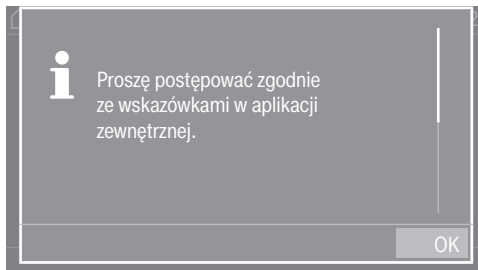 Proszę postępować zgodnie
ze wskazówkami w aplikacji
zewnętrznej.
OK